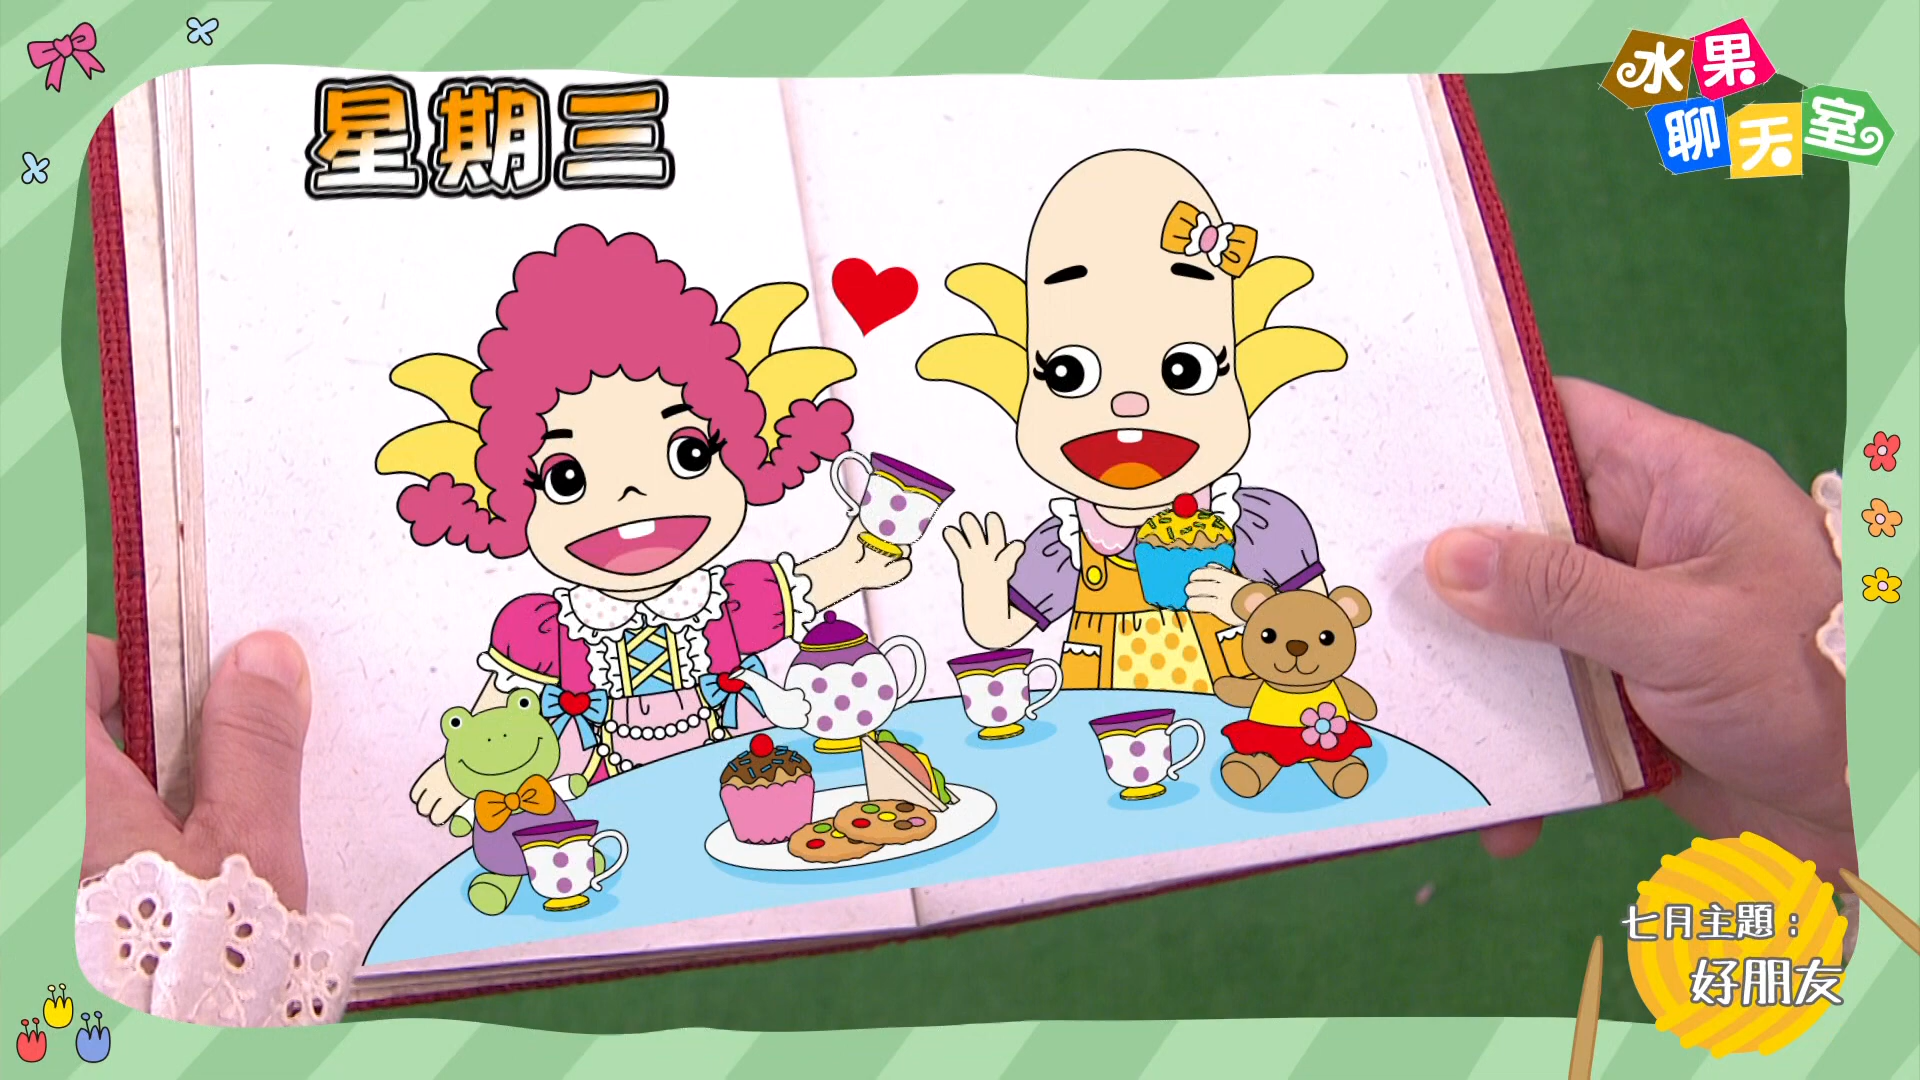 星期三
水果
聊天室
七月主題：
好朋友